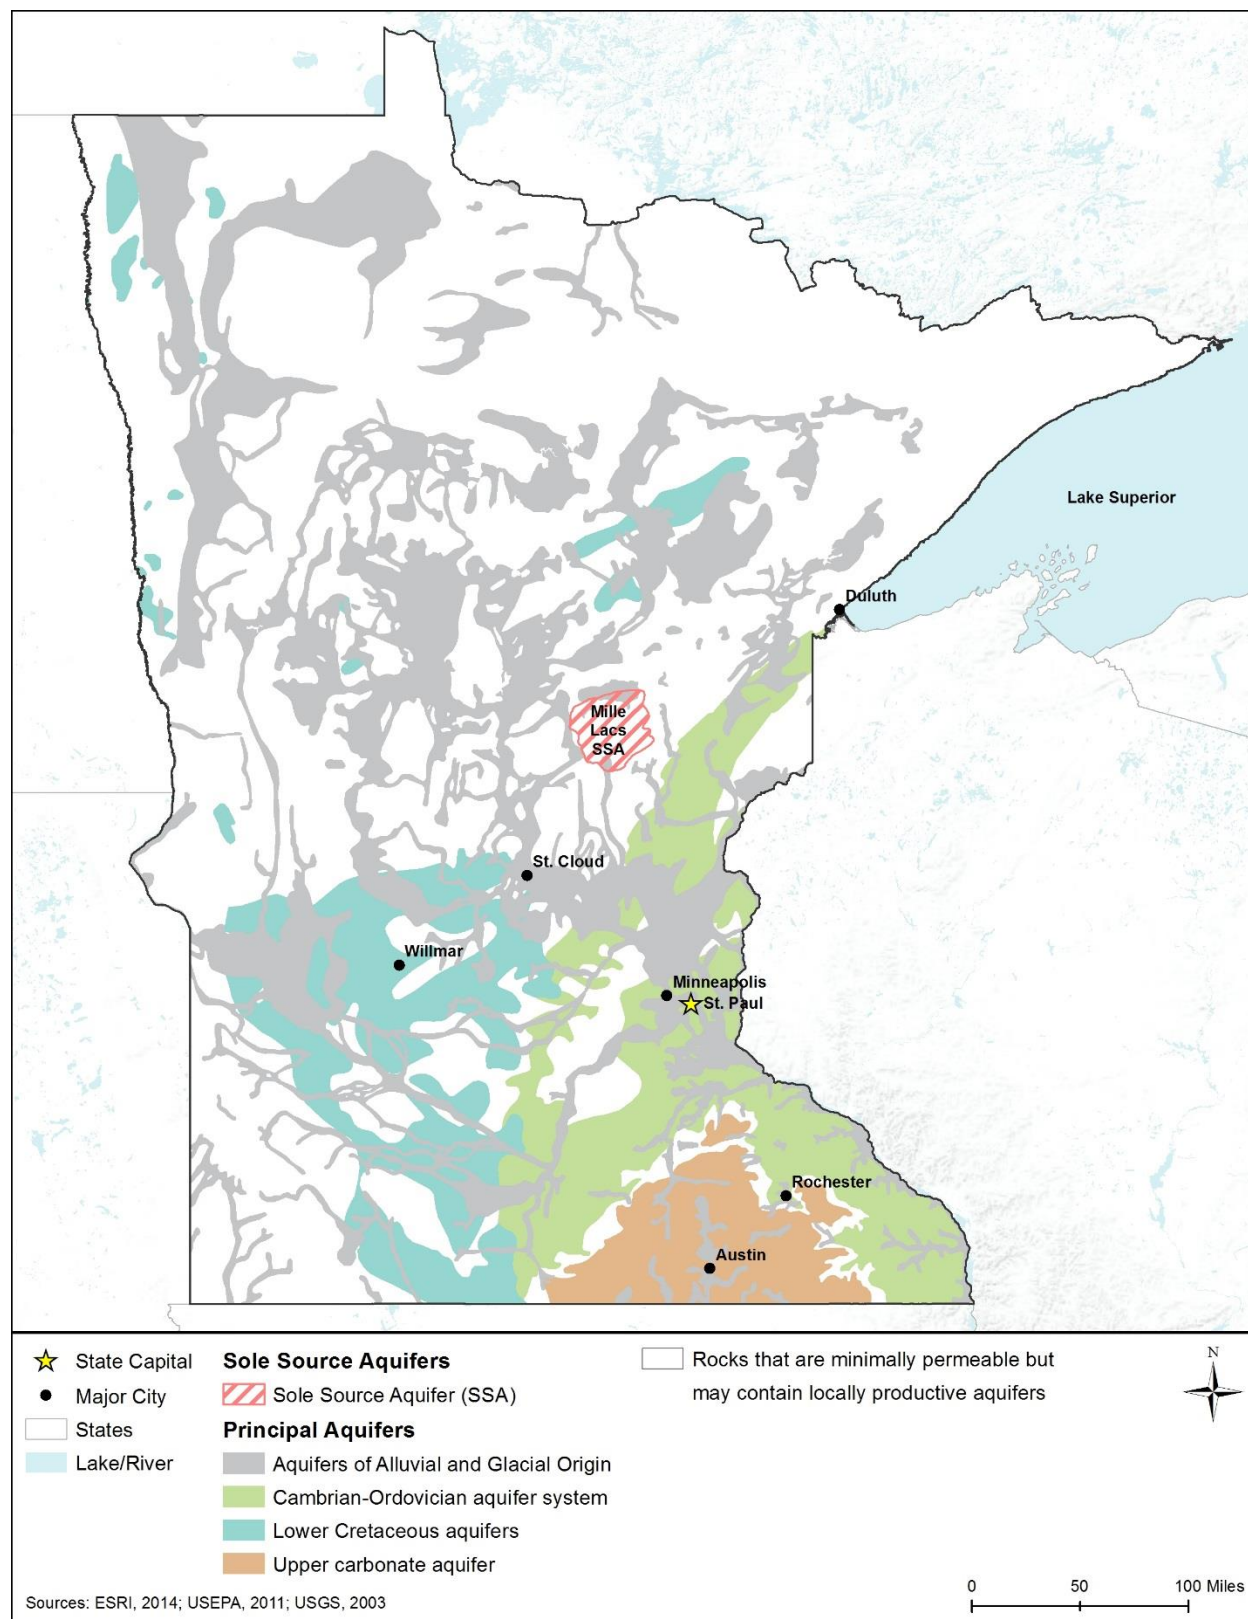 Lake Superior
Duluth
Mille
Lacs
SSA
St. Cloud
Willmar
Minneapolis
St. Paul
Rochester
Austin
State Capital
Major City
States
Lake/River
Sole Source Aquifers
Sole Source Aquifer (SSA)
Principal Aquifers
Aquifers of Alluvial and Glacial Origin
Cambrian-Ordovician aquifer system
Lower Cretaceous aquifers
Upper carbonate aquifer
Rocks that are minimally permeable but
may contain locally productive aquifers
N
Sources: ESRI, 2014; USEPA, 2011; USGS, 2003
0 50 100 Miles